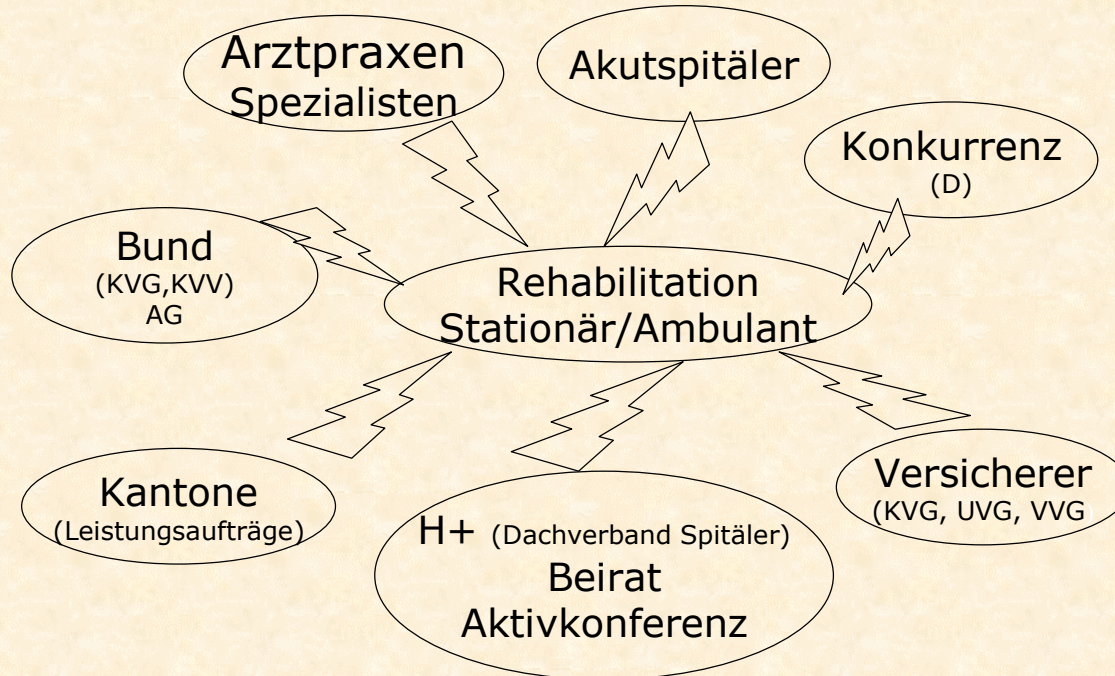 Arztpraxen
Spezialisten
Akutspitäler
Konkurrenz
(D)
Bund
(KVG,KVV)
AG
Rehabilitation
Stationär/Ambulant
Kantone
(Leistungsaufträge)
H+ (Dachverband Spitäler)
Beirat
Aktivkonferenz
Versicherer
(KVG, UVG, VVG